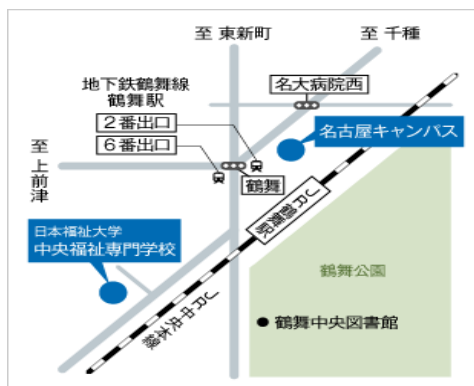 至 東新町
至 千種
地下鉄鶴舞線
鶴舞駅
名大病院西
2番出口
6番出口
名古屋キャンパス
至 上前津
鶴舞
日本福祉大学
中央福祉専門学校
JR鶴舞駅
鶴舞公園
JR中央本線
鶴舞中央図書館